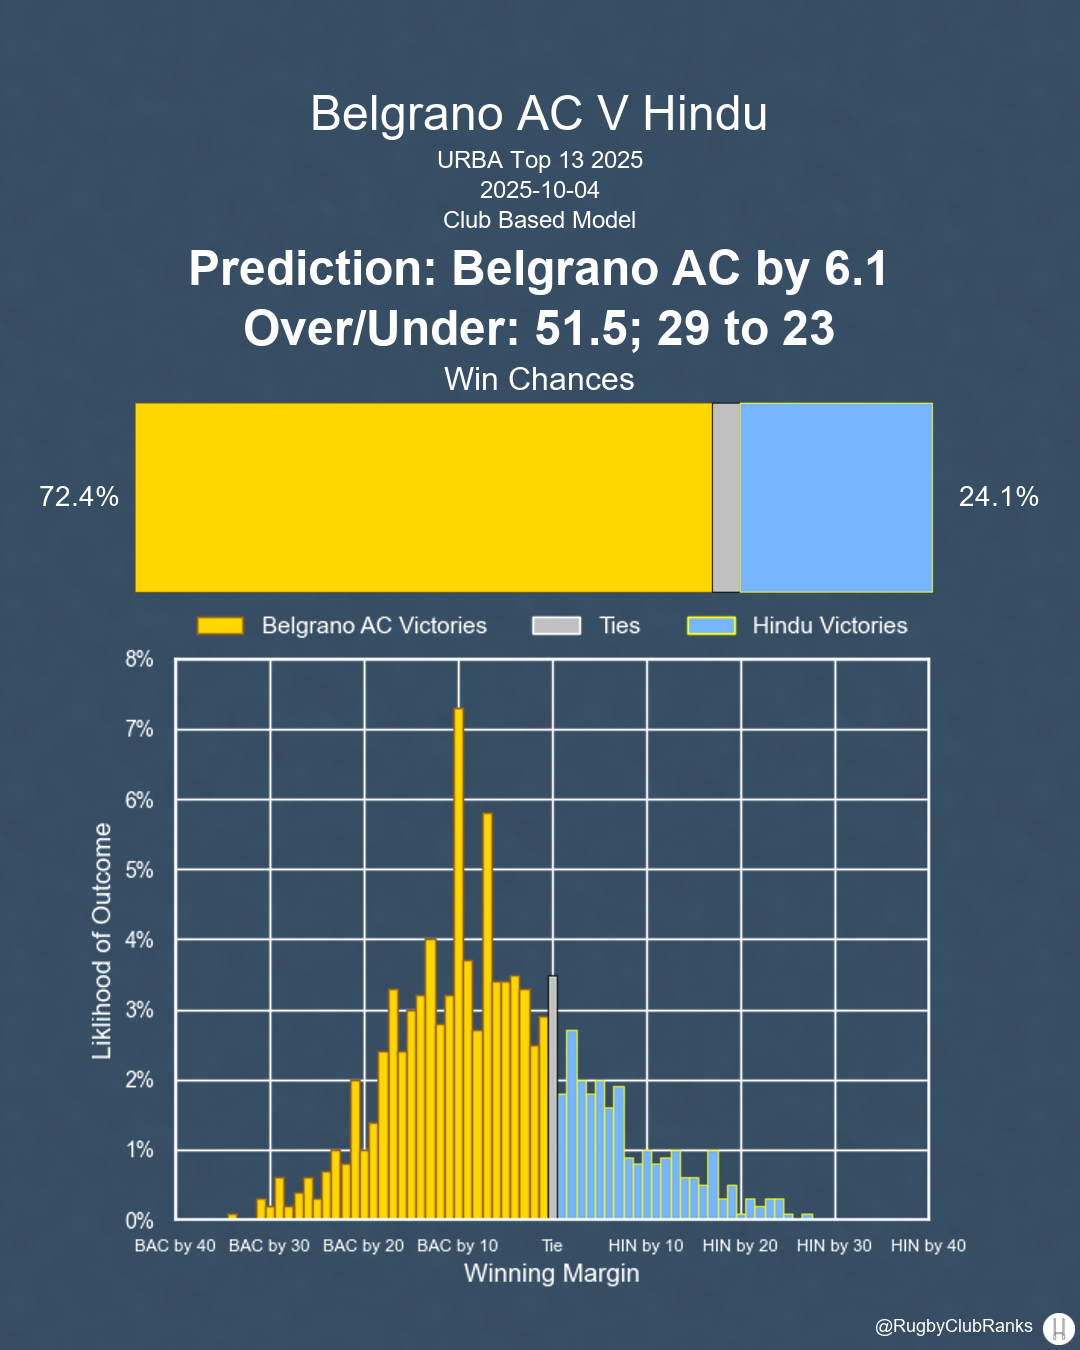 Belgrano AC V Hindu
URBA Top 13 2025
2025-10-04
Club Based Model
Prediction: Belgrano AC by 6.1
Over/Under: 51.5; 29 to 23
Win Chances
72.4%
24.1%
Belgrano AC Victories Ties Hindu Victories
8%
7%
6%
5%
4%
3%
2%
1%
0%
Liklihood of Outcome
BAC by 40 BAC by 30 BAC by 20 BAC by 10 Tie HIN by 10 HIN by 20 HIN by 30 HIN by 40
Winning Margin
@RugbyClubRanks